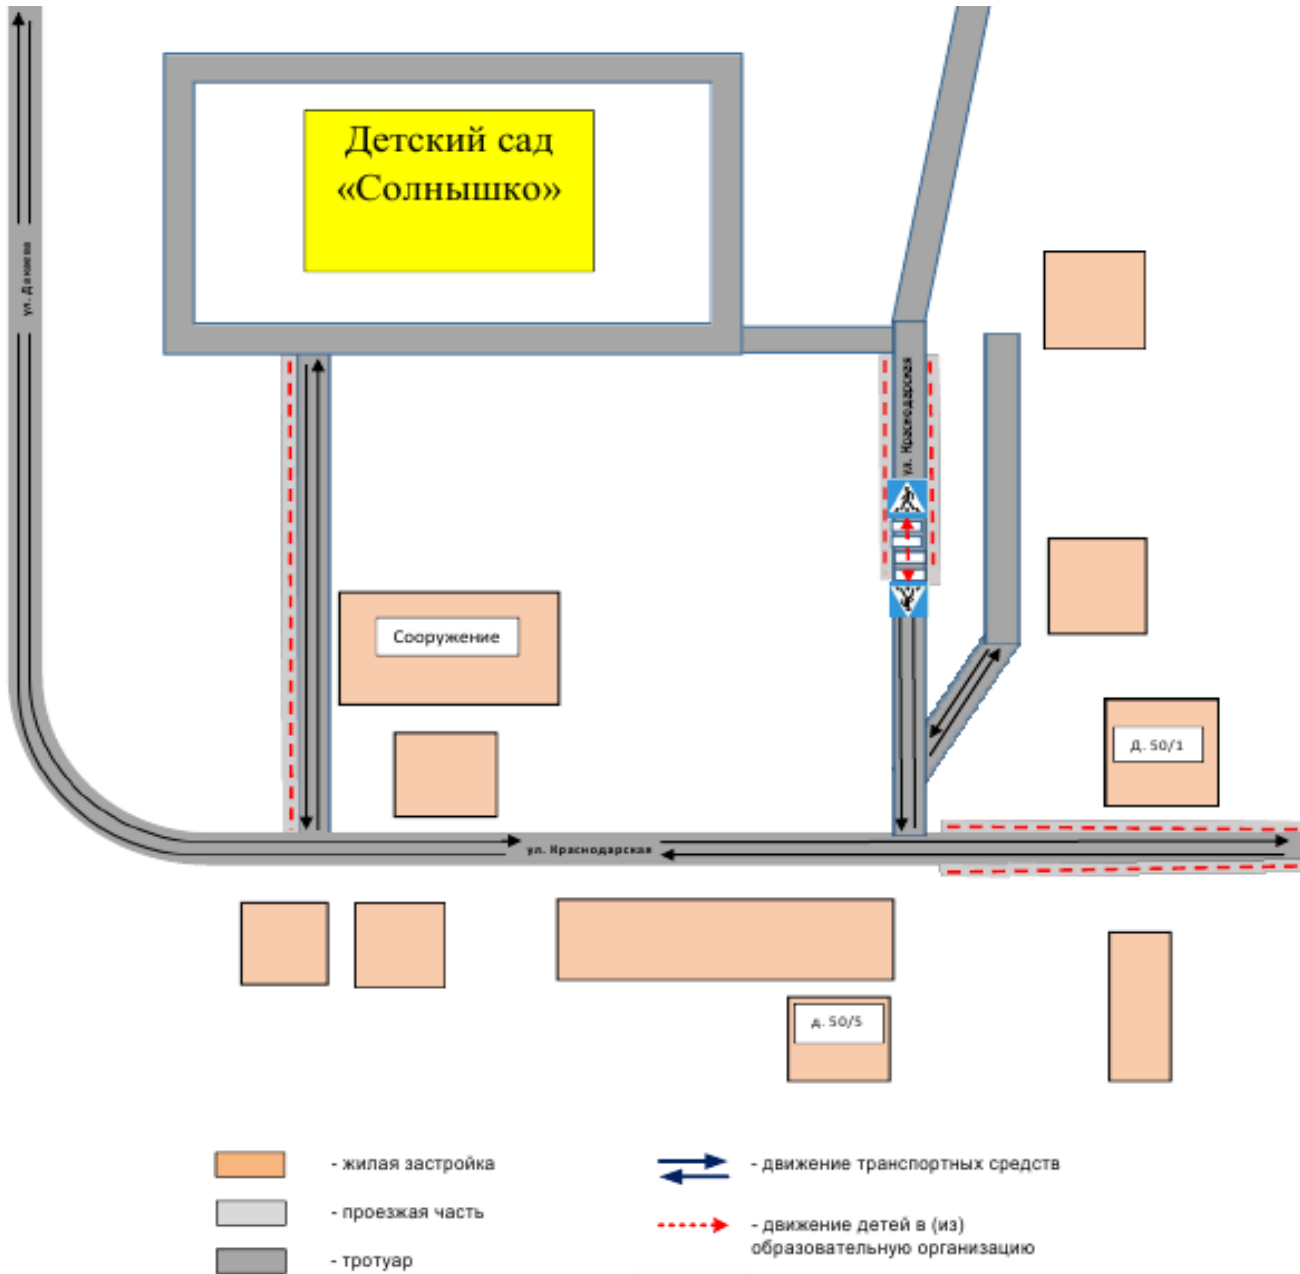 Детский сад
«Солнышко»
ул. Дакаева
ул. Краснодарская
Сооружение
Д. 50/1
ул. Краснодарская
д. 50/5
- жилая застройка
- проезжая часть
- тротуар
- движение транспортных средств
- движение детей в (из)
образовательную организацию